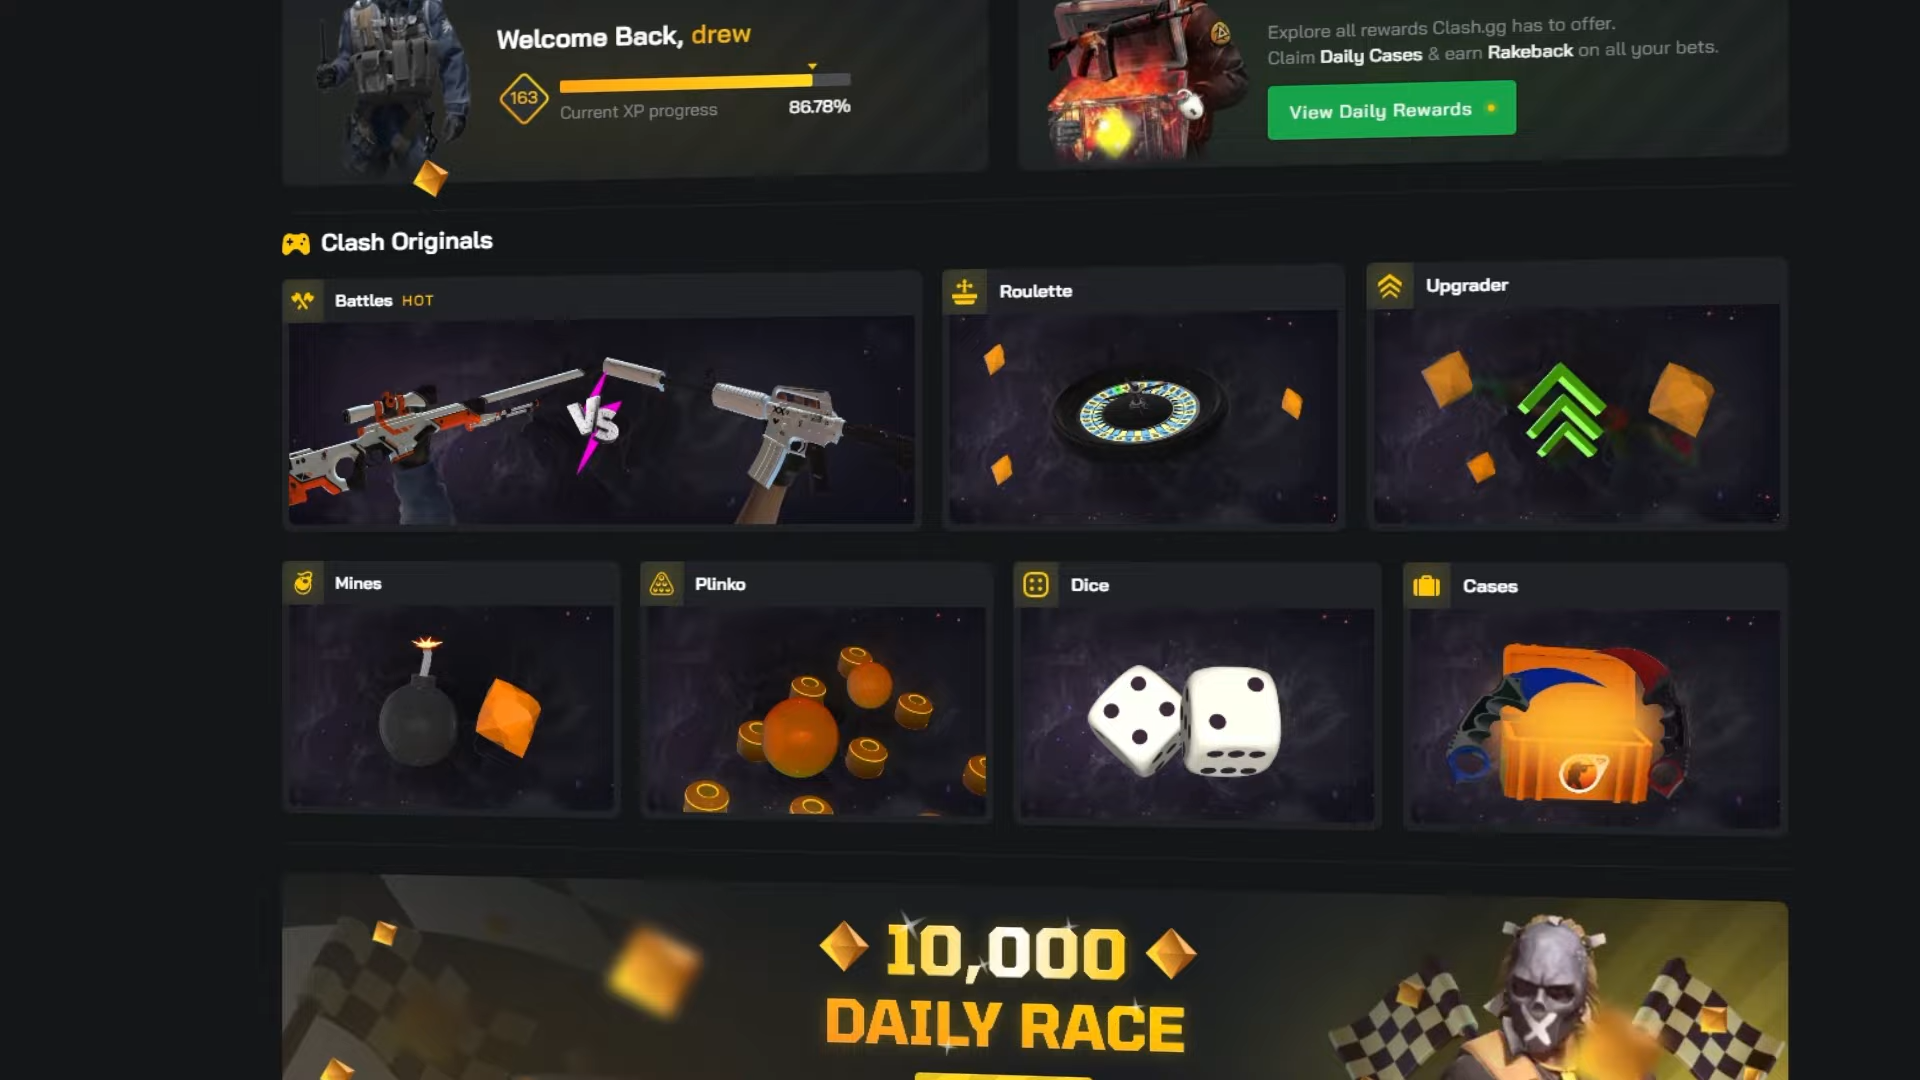 Welcome Back, drew
163
Current XP progress
86.78%
Explore all rewards Clash.gg has to offer.
Claim Daily Cases & earn Rakeback on all your bets.
View Daily Rewards
Clash Originals
Battles HOT
Roulette
Upgrader
VS
Mines
Plinko
Dice
Cases
10,000
DAILY RACE